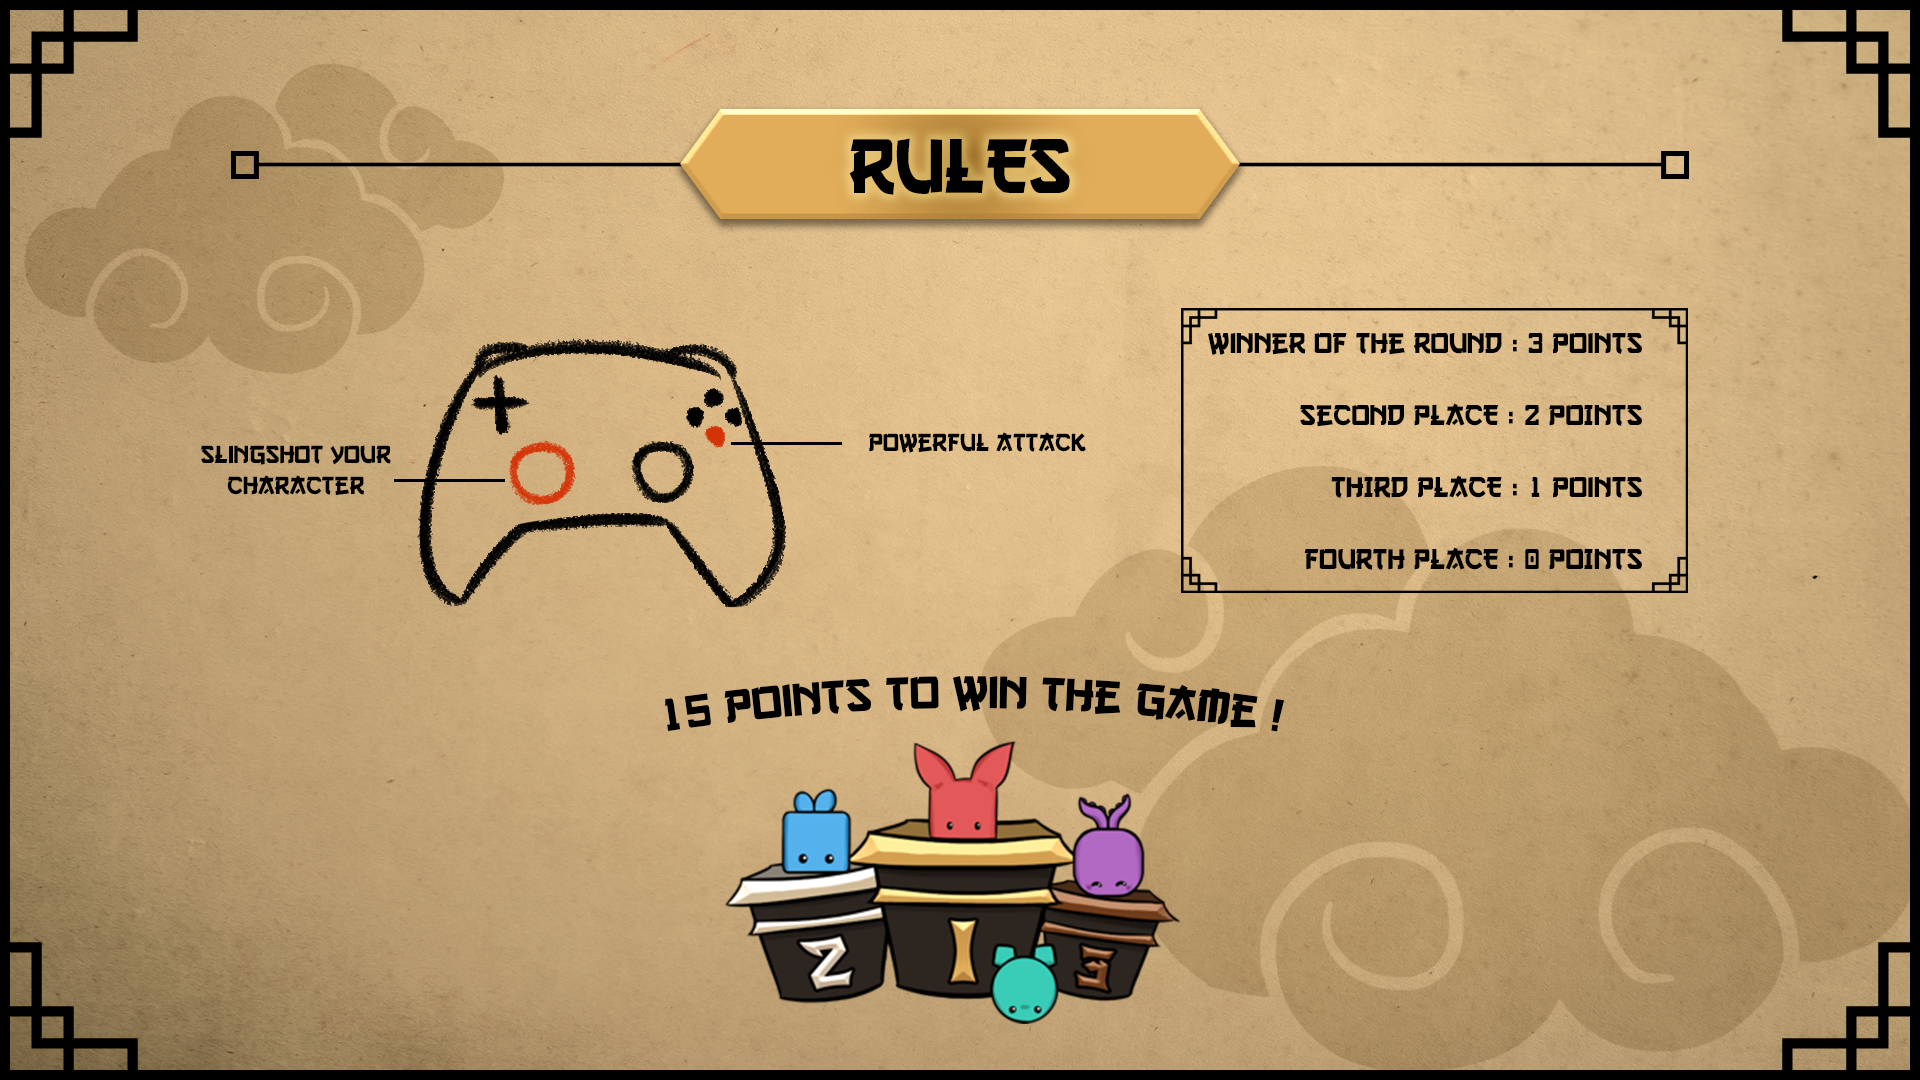 RULES
SLINGSHOT YOUR
CHARACTER
POWERFUL ATTACK
WINNER OF THE ROUND : 3 POINTS
SECOND PLACE : 2 POINTS
THIRD PLACE : 1 POINTS
FOURTH PLACE : 0 POINTS
15 POINTS TO WIN THE GAME !
2 1 3